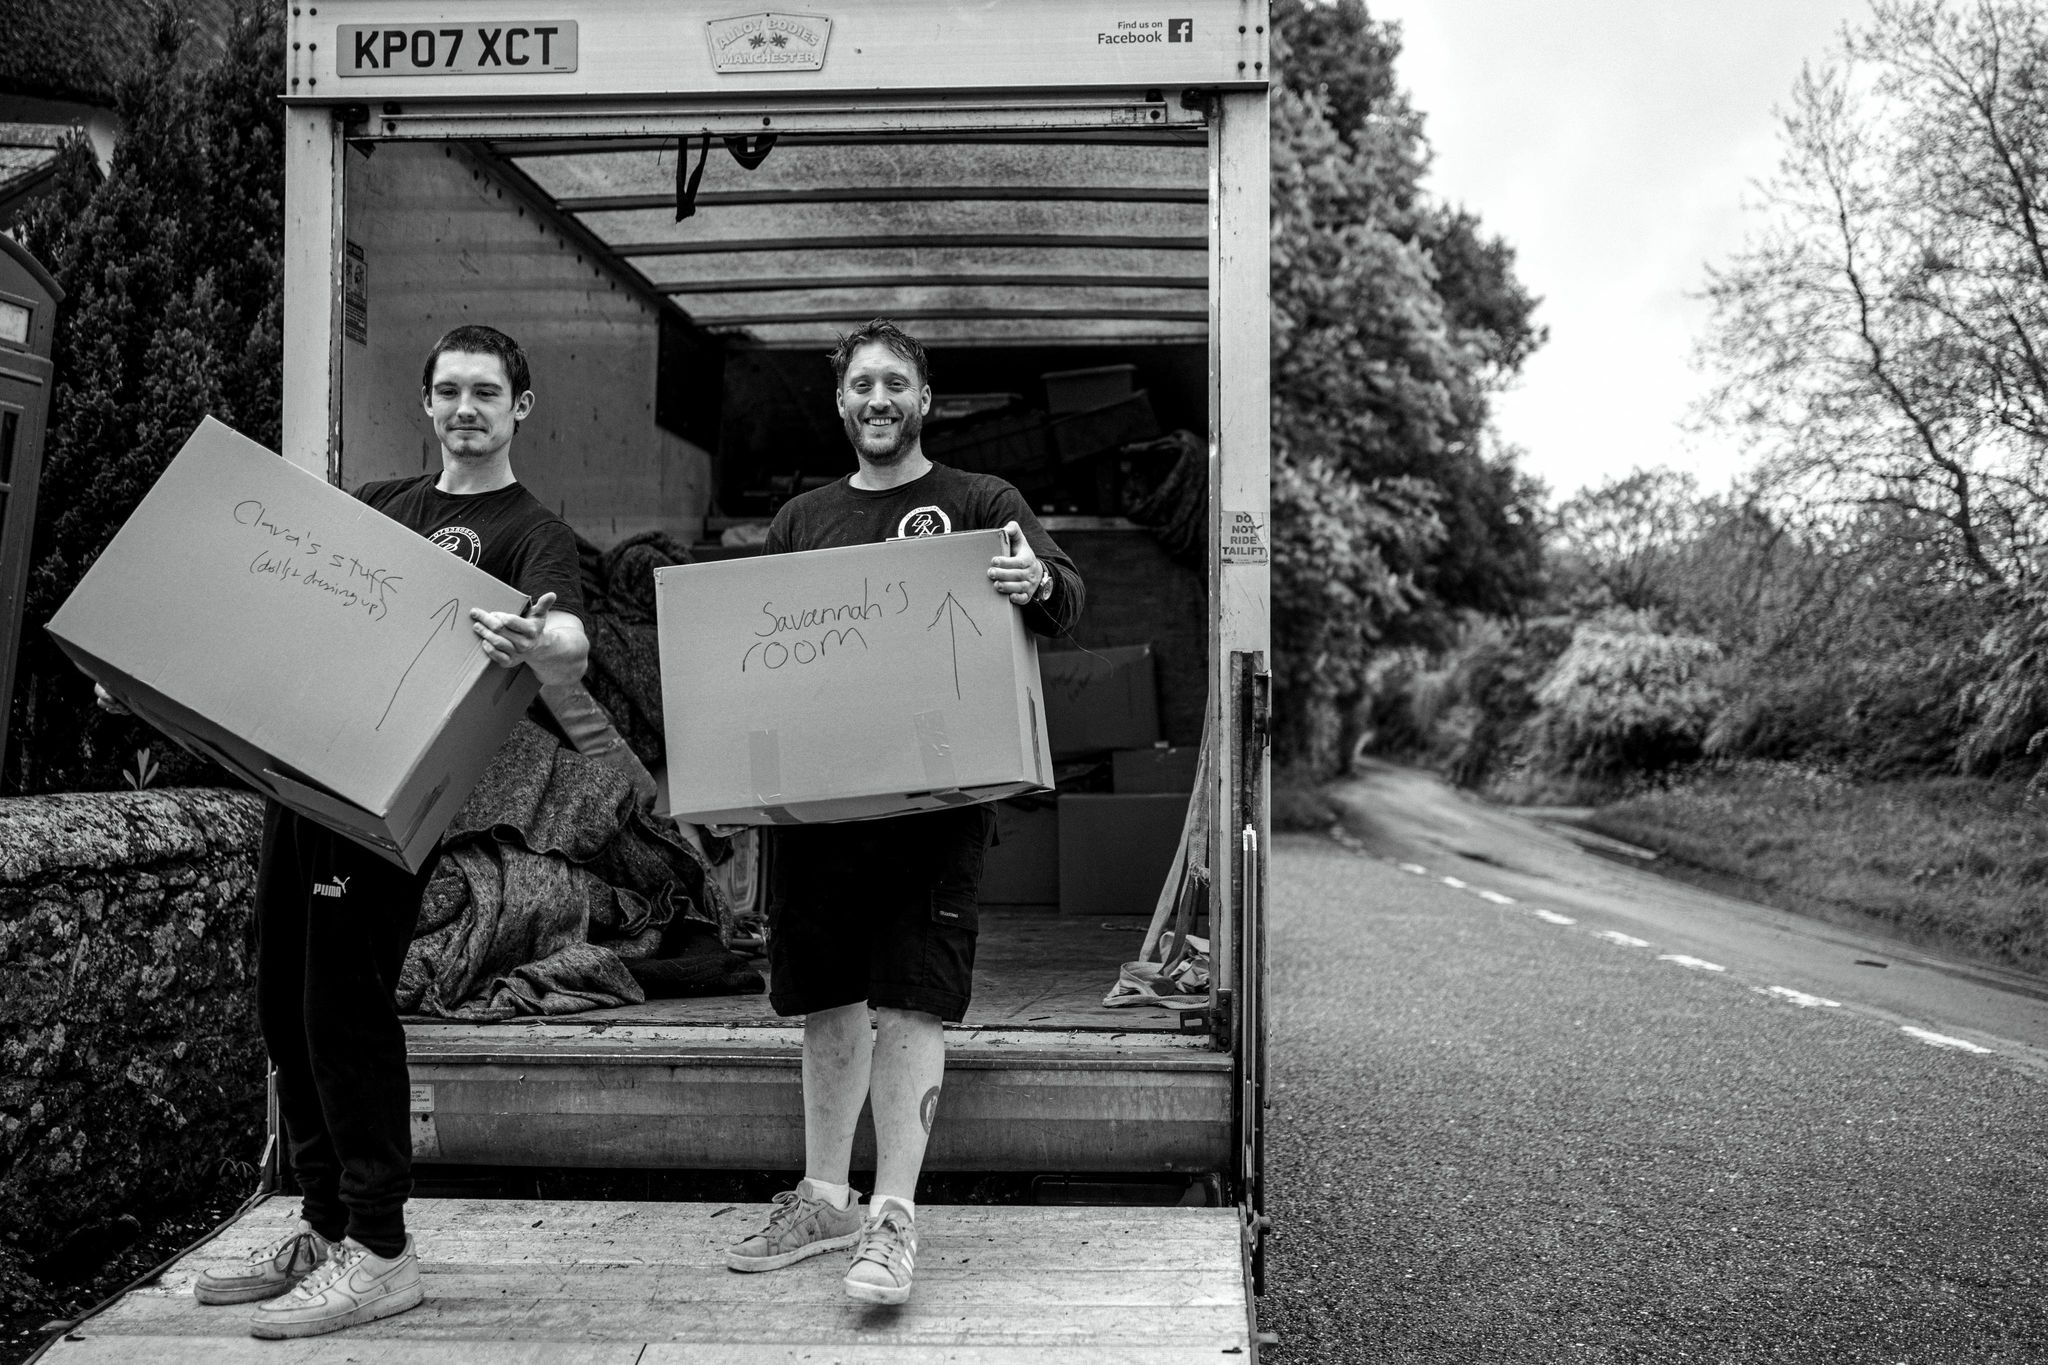 KP07 XCT
ALLOY BODIES
MANCHESTER
Find us on
Facebook f
DO
NOT
RIDE
TAILIFT
Clara's stuff
(dolls + dressing up)
Savannah's
room
DRN
PUMA